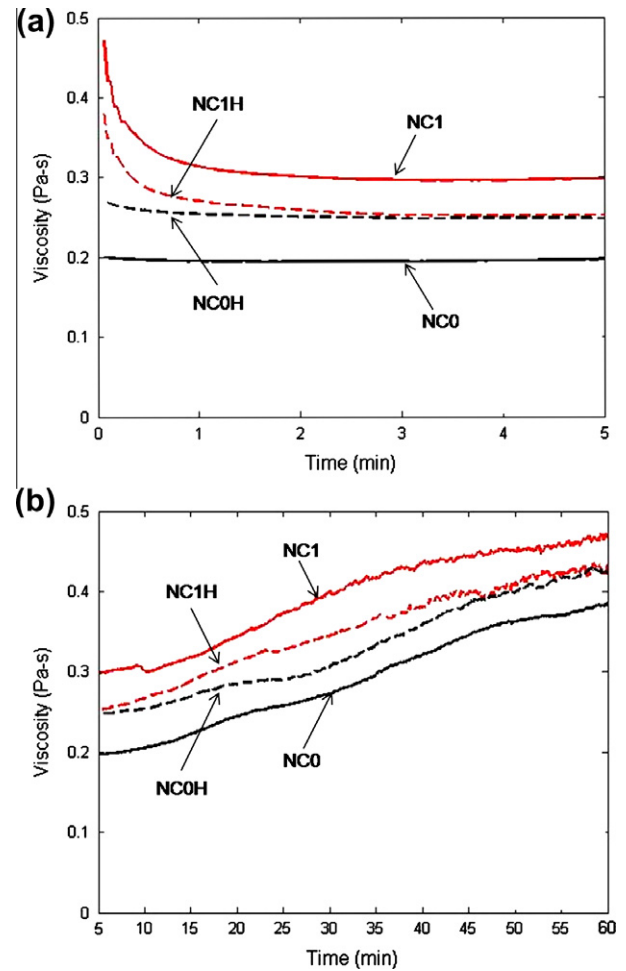 (a)
0.5
0.4
0.3
0.2
0.1
0
Viscosity (Pa-s)
NC1H
NC1
NC0H
NC0
0 1 2 3 4 5
Time (min)
(b)
0.5
0.4
0.3
0.2
0.1
0
Viscosity (Pa-s)
NC1
NC1H
NC0
NC0H
5 10 15 20 25 30 35 40 45 50 55 60
Time (min)